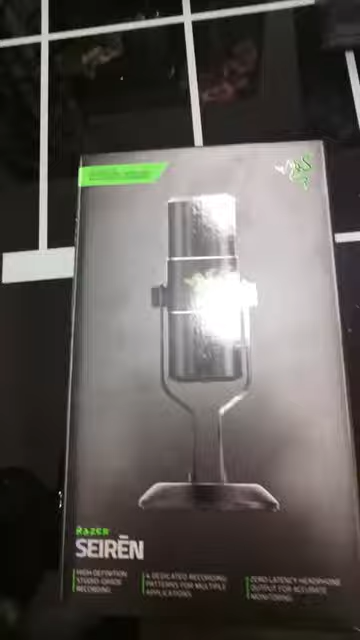 RAZER
SEIRĒN
HIGH-DEFINITION
STUDIO-GRADE
RECORDING
4 DEDICATED RECORDING
PATTERNS FOR MULTIPLE
APPLICATIONS
ZERO-LATENCY HEADPHONE
OUTPUT FOR ACCURATE
MONITORING